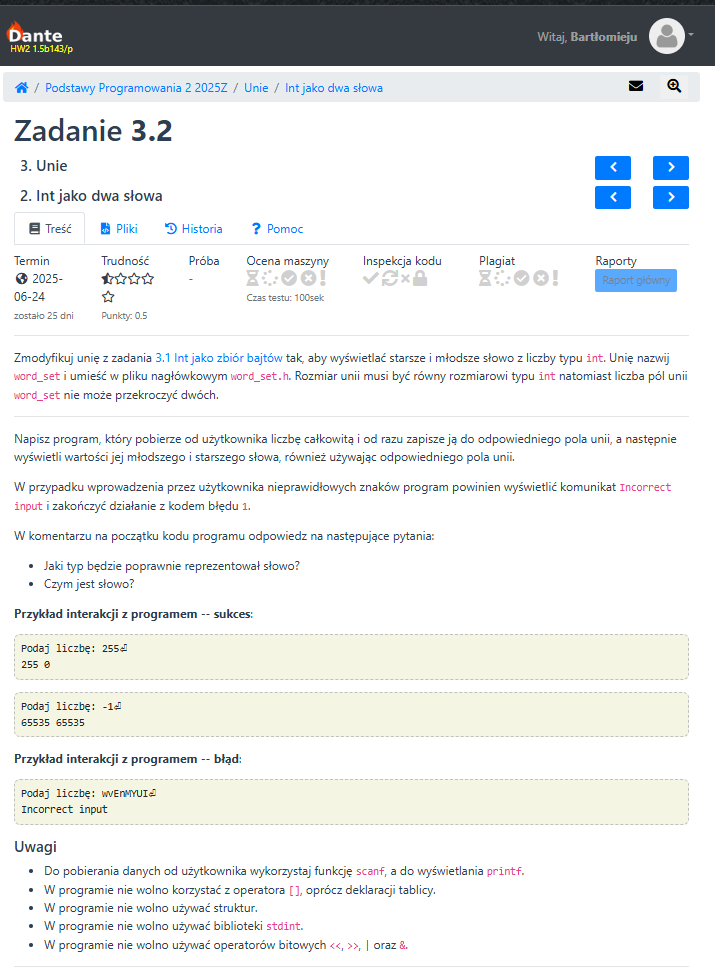 Dante
HW2 1.5b143/p
Witaj, Bartłomieju
/ Podstawy Programowania 2 2025Z / Unie / Int jako dwa słowa
Zadanie 3.2
3. Unie
2. Int jako dwa słowa
Treść Pliki Historia Pomoc
Termin Trudność Próba Ocena maszyny Inspekcja kodu Plagiat Raporty
2025-06-24
-
Raport główny
zostało 25 dni
Punkty: 0.5
Czas testu: 100sek
Zmodyfikuj unię z zadania 3.1 Int jako zbiór bajtów tak, aby wyświetlać starsze i młodsze słowo z liczby typu int. Unię nazwij
word_set i umieść w pliku nagłówkowym word_set.h. Rozmiar unii musi być równy rozmiarowi typu int natomiast liczba pól unii
word_set nie może przekroczyć dwóch.
Napisz program, który pobierze od użytkownika liczbę całkowitą i od razu zapisze ją do odpowiedniego pola unii, a następnie
wyświetli wartości jej młodszego i starszego słowa, również używając odpowiedniego pola unii.
W przypadku wprowadzenia przez użytkownika nieprawidłowych znaków program powinien wyświetlić komunikat Incorrect
input i zakończyć działanie z kodem błędu 1.
W komentarzu na początku kodu programu odpowiedz na następujące pytania:
• Jaki typ będzie poprawnie reprezentował słowo?
• Czym jest słowo?
Przykład interakcji z programem -- sukces:
Podaj liczbę: 255⏎
255 0
Podaj liczbę: -1⏎
65535 65535
Przykład interakcji z programem -- błąd:
Podaj liczbę: wvEnMYUI⏎
Incorrect input
Uwagi
• Do pobierania danych od użytkownika wykorzystaj funkcję scanf, a do wyświetlania printf.
• W programie nie wolno korzystać z operatora [], oprócz deklaracji tablicy.
• W programie nie wolno używać struktur.
• W programie nie wolno używać biblioteki stdint.
• W programie nie wolno używać operatorów bitowych <<, >>, | oraz &.